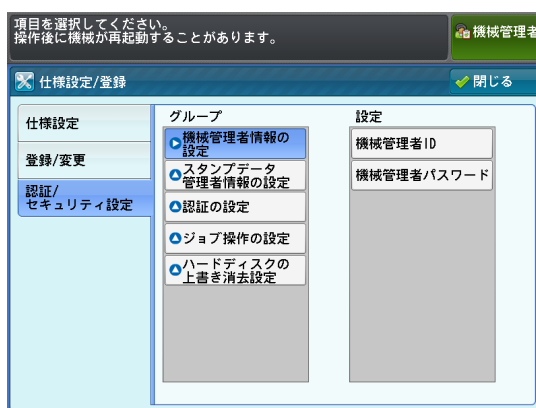 項目を選択してください。
操作後に機械が再起動することがあります。
機械管理者
仕様設定/登録
閉じる
仕様設定
登録/変更
認証/
セキュリティ設定
グループ
機械管理者情報の
設定
スタンプデータ
管理者情報の設定
認証の設定
ジョブ操作の設定
ハードディスクの
上書き消去設定
設定
機械管理者ID
機械管理者パスワード